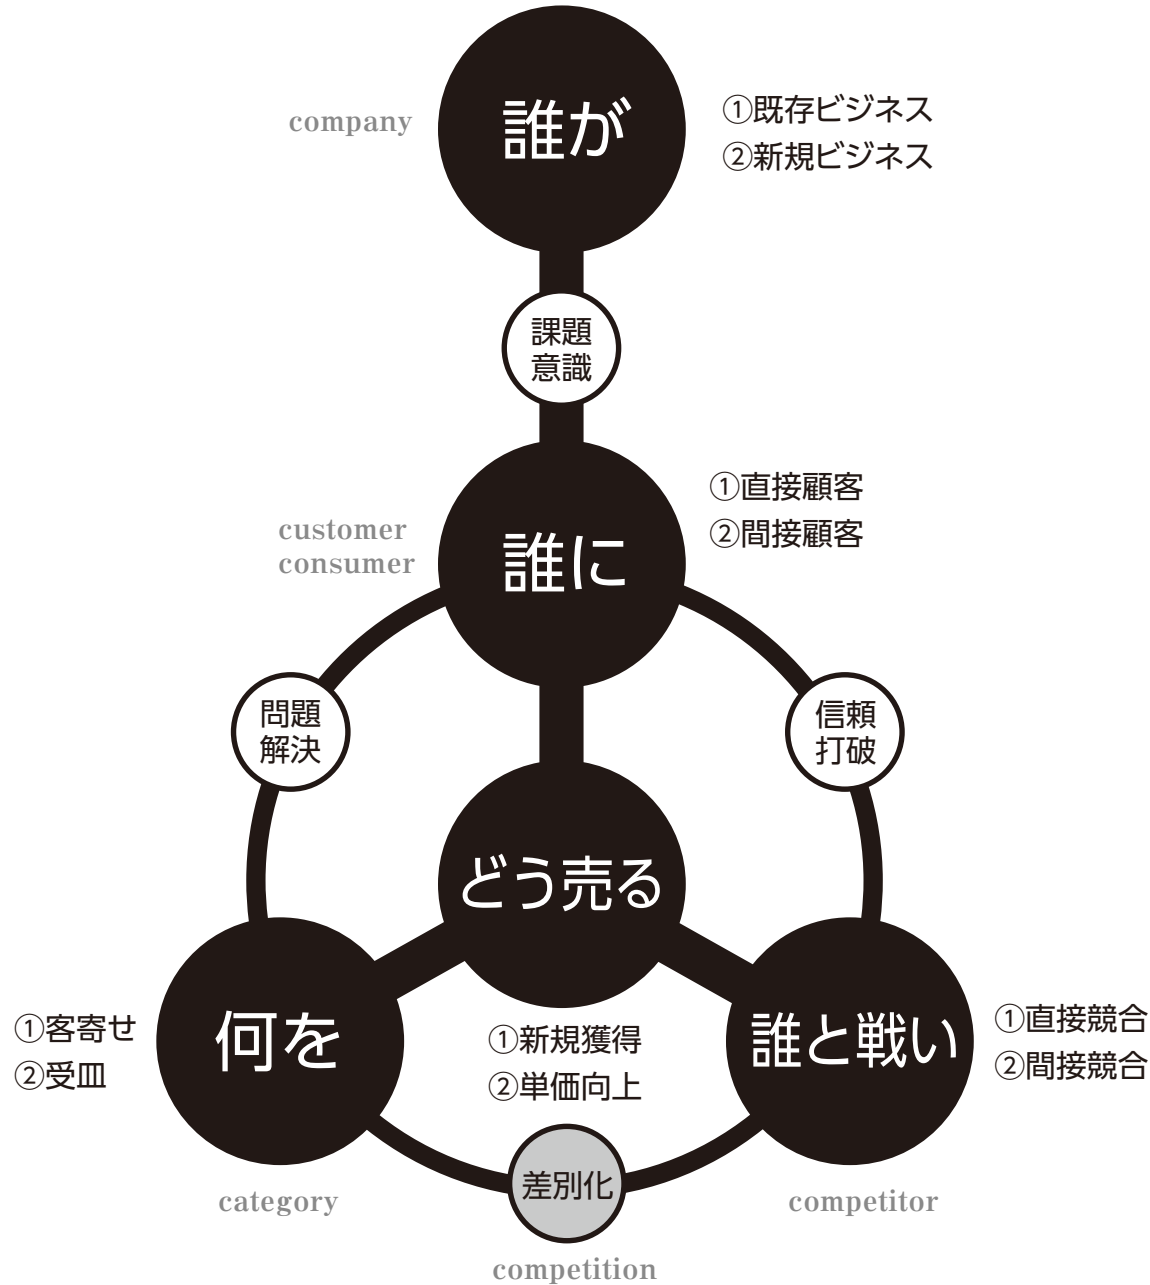 company
誰が
①既存ビジネス
②新規ビジネス
課題
意識
customer
consumer
誰に
①直接顧客
②間接顧客
問題
解決
信頼
打破
どう売る
①客寄せ
②受皿
何を
①新規獲得
②単価向上
誰と戦い
①直接競合
②間接競合
category
差別化
competitor
competition